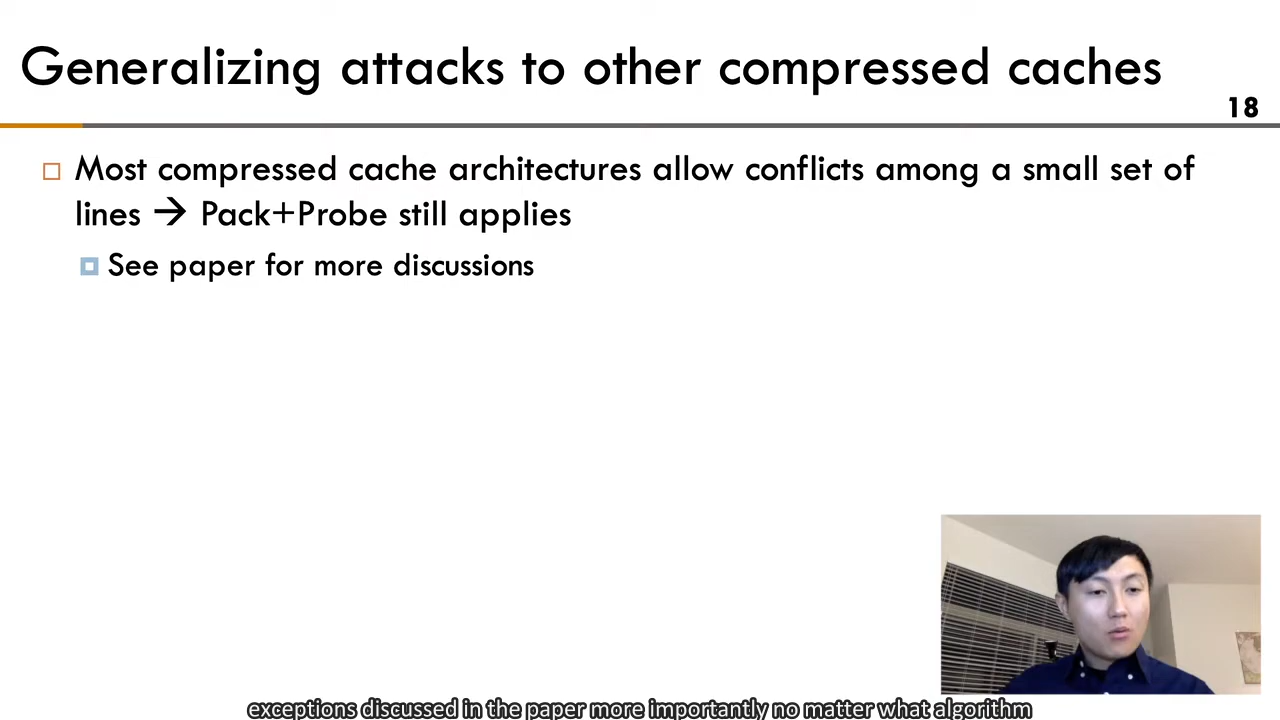 Generalizing attacks to other compressed caches
18
Most compressed cache architectures allow conflicts among a small set of
lines → Pack+Probe still applies
See paper for more discussions
exceptions discussed in the paper more importantly no matter what algorithm